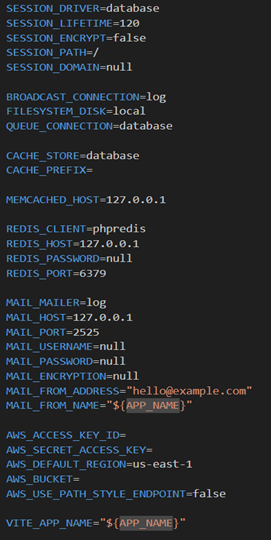 SESSION_DRIVER=database
SESSION_LIFETIME=120
SESSION_ENCRYPT=false
SESSION_PATH=/
SESSION_DOMAIN=null
BROADCAST_CONNECTION=log
FILESYSTEM_DISK=local
QUEUE_CONNECTION=database
CACHE_STORE=database
CACHE_PREFIX=
MEMCACHED_HOST=127.0.0.1
REDIS_CLIENT=phpredis
REDIS_HOST=127.0.0.1
REDIS_PASSWORD=null
REDIS_PORT=6379
MAIL_MAILER=log
MAIL_HOST=127.0.0.1
MAIL_PORT=2525
MAIL_USERNAME=null
MAIL_PASSWORD=null
MAIL_ENCRYPTION=null
MAIL_FROM_ADDRESS="hello@example.com"
MAIL_FROM_NAME="${APP_NAME}"
AWS_ACCESS_KEY_ID=
AWS_SECRET_ACCESS_KEY=
AWS_DEFAULT_REGION=us-east-1
AWS_BUCKET=
AWS_USE_PATH_STYLE_ENDPOINT=false
VITE_APP_NAME="${APP_NAME}"